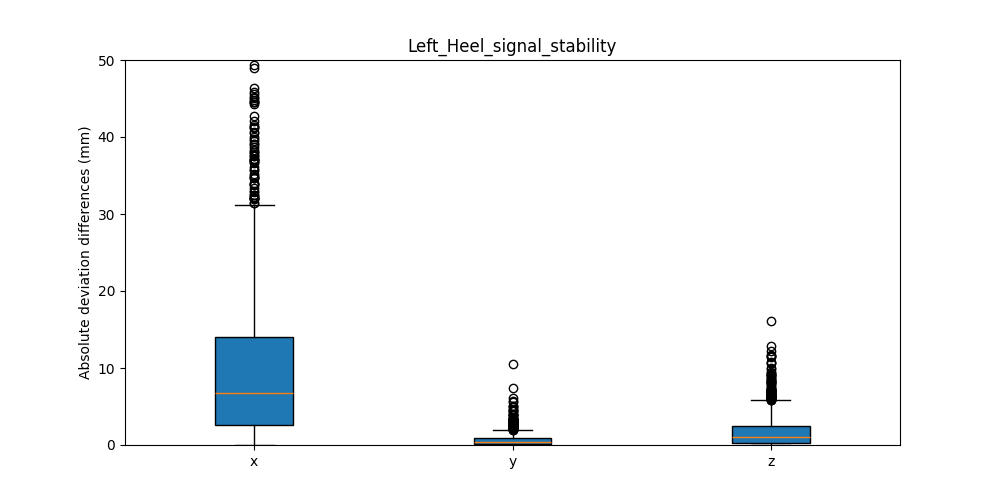 Left_Heel_signal_stability
Absolute deviation differences (mm)
50
40
30
20
10
0
x y z